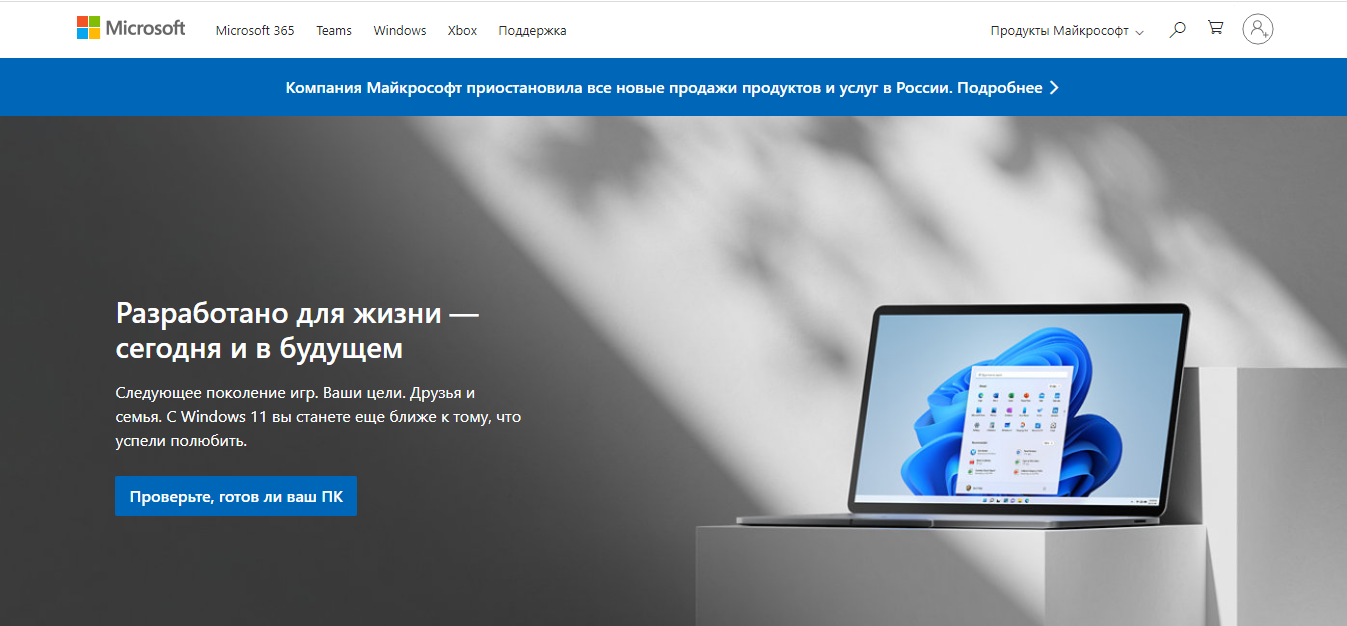 Microsoft
Microsoft 365
Teams
Windows
Xbox
Поддержка
Продукты Майкрософт
Компания Майкрософт приостановила все новые продажи продуктов и услуг в России. Подробнее
Разработано для жизни —
сегодня и в будущем
Следующее поколение игр. Ваши цели. Друзья и
семья. С Windows 11 вы станете еще ближе к тому, что
успели полюбить.
Проверьте, готов ли ваш ПК